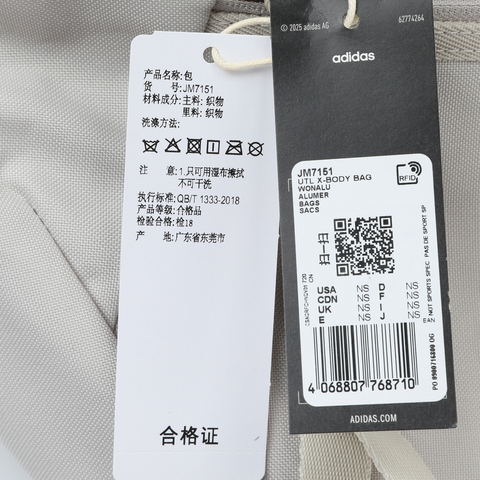 产品名称:包
货 号:JM7151
材料成分:主料: 织物
里料: 织物
洗涤方法:
注 意:1.只可用湿布擦拭
不可干洗
执行标准:QB/T 1333-2018
产品等级:合格品
检验合格:检18
产 地:广东省东莞市
合格证
© 2025 adidas AG
62774264
adidas
JM7151
UTL X-BODY BAG
WONALU
ALUMER
BAGS
SACS
RFID
扫一扫
USA NS D NS
CDN NS F NS
UK NS I NS
E NS J NS
CN
EAN
NOT SPORTS SPEC PAS DE SPORT SP
PO 0900716800 DG
4 068807 768710
ADIDAS.COM